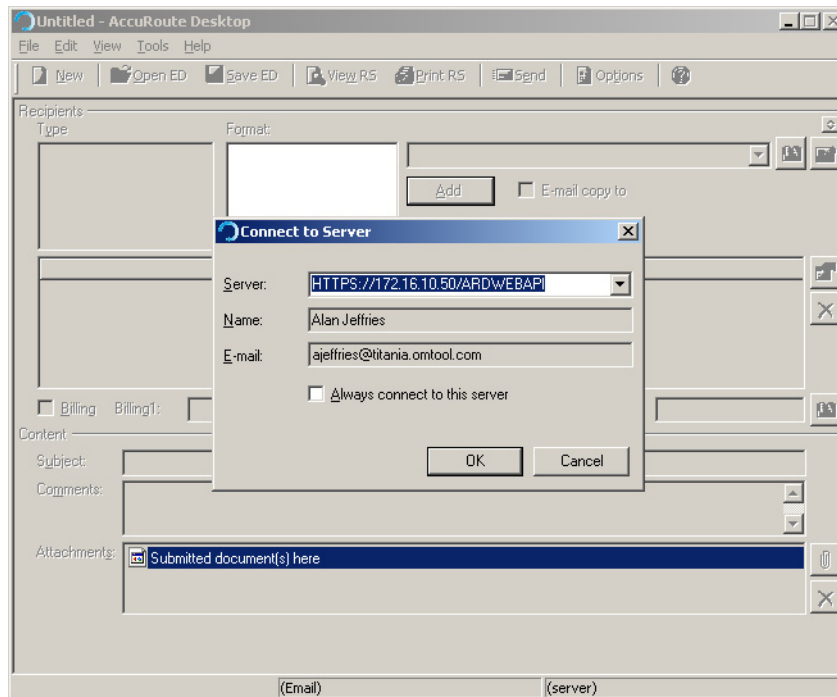 Untitled - AccuRoute Desktop
File Edit View Tools Help
New Open ED Save ED View RS Print RS Send Options
Recipients
Type Format:
Add E-mail copy to
Connect to Server
Server: HTTPS://172.16.10.50/ARDWEBAPI
Name: Alan Jeffries
E-mail: ajeffries@titania.omtool.com
Always connect to this server
OK Cancel
Billing Billing1:
Content
Subject:
Comments:
Attachments: Submitted document(s) here
(Email) (server)